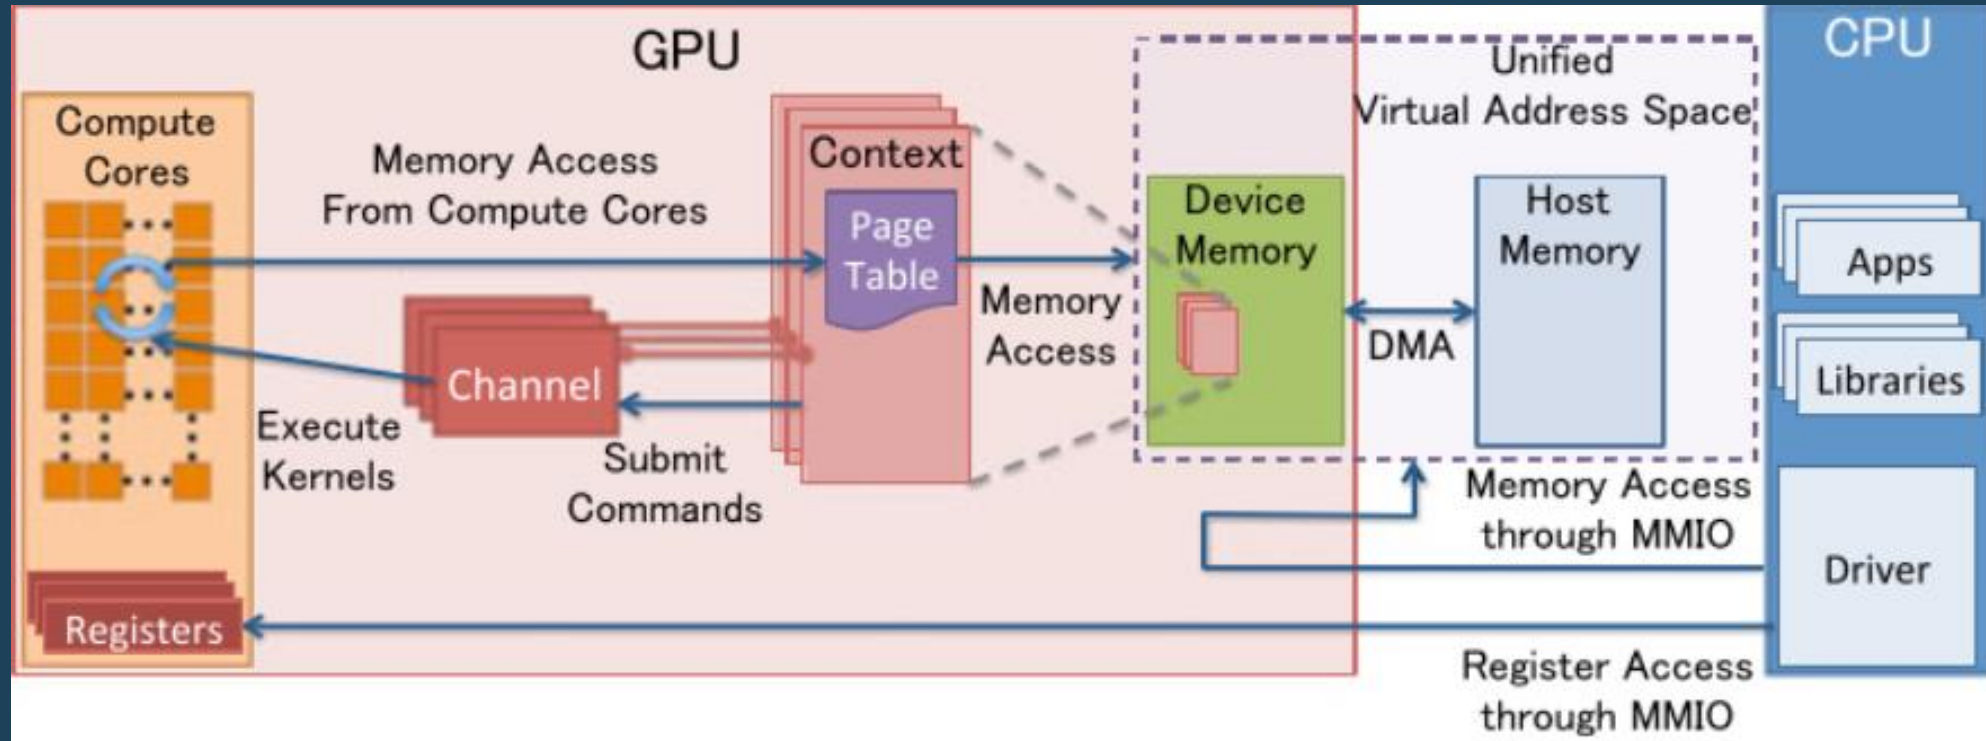 GPU
CPU
Compute
Cores
Memory Access
From Compute Cores
Context
Page
Table
Unified
Virtual Address Space
Device
Memory
Host
Memory
Apps
Memory
Access
DMA
Channel
Libraries
Execute
Kernels
Submit
Commands
Memory Access
through MMIO
Driver
Registers
Register Access
through MMIO